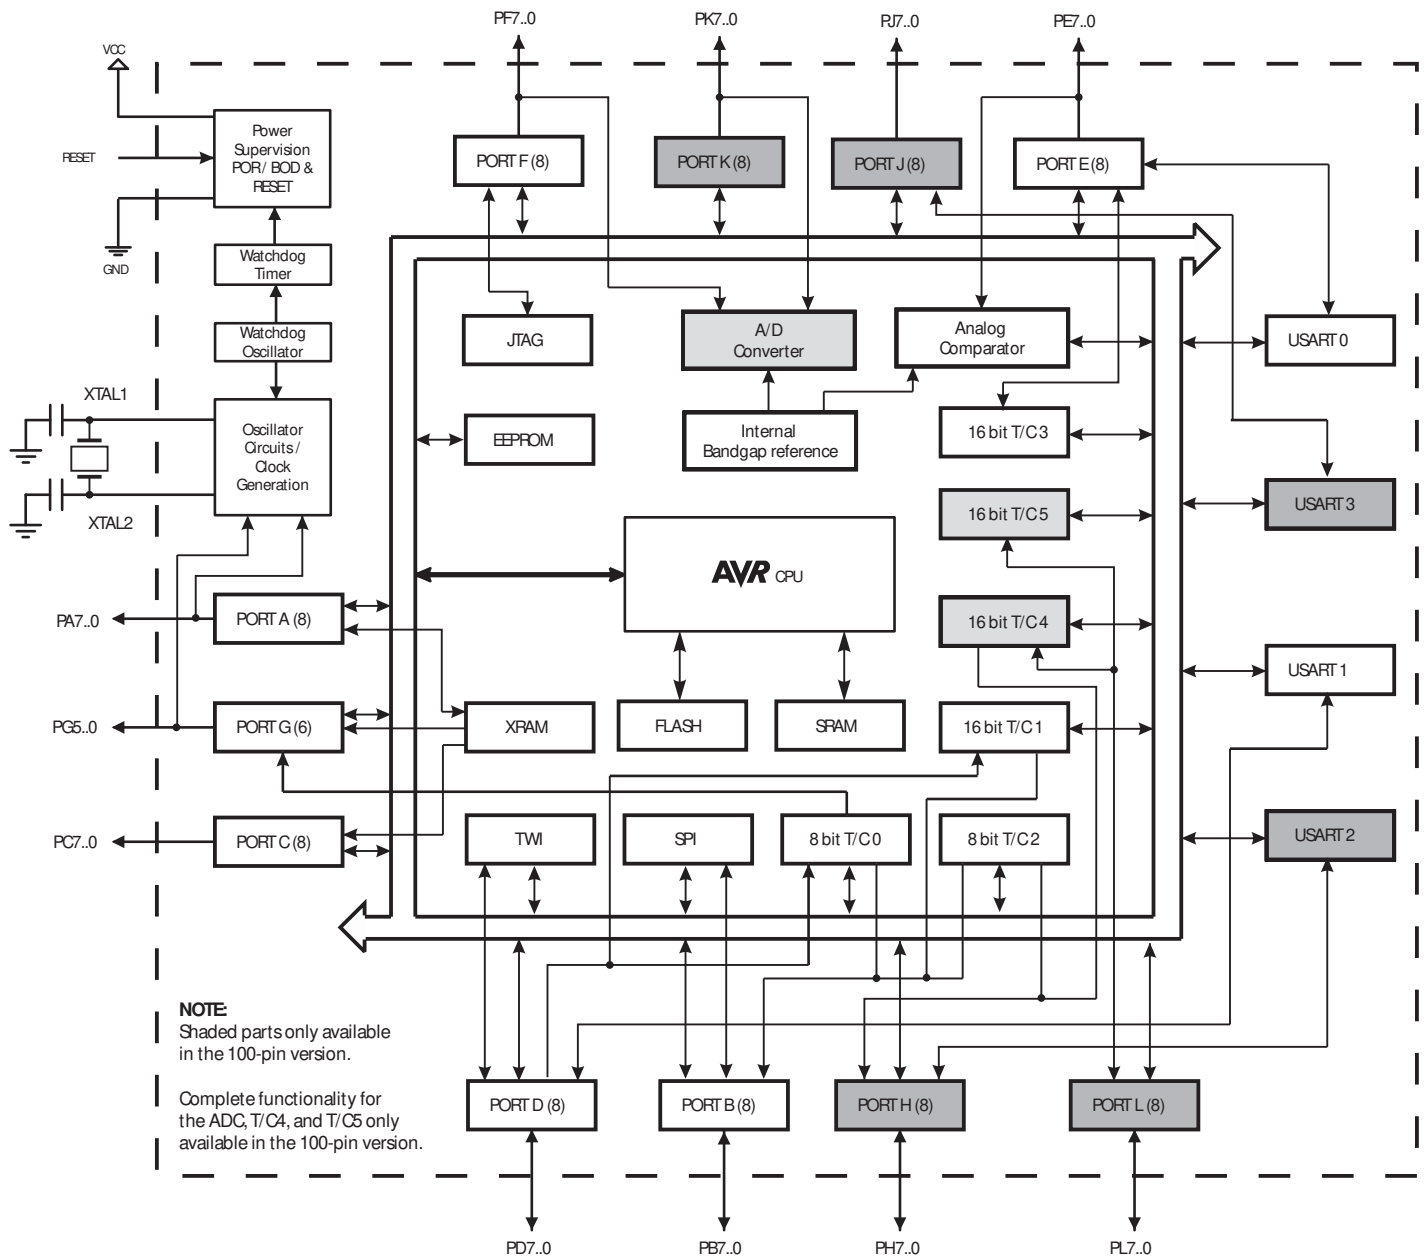 PF7..0
PK7..0
PJ7..0
PE7..0
VCC
RESET
GND
Power
Supervision
POR / BOD &
RESET
Watchdog
Timer
Watchdog
Oscillator
XTAL1
Oscillator
Circuits /
Clock
Generation
XTAL2
PORT F (8)
PORT K (8)
PORT J (8)
PORT E (8)
JTAG
A/D
Converter
Analog
Comparator
USART 0
EEPROM
Internal
Bandgap reference
16 bit T/C 3
USART 3
16 bit T/C 5
AVR CPU
PA7..0
PORT A (8)
16 bit T/C 4
USART 1
PG5..0
PORT G (6)
XRAM
FLASH
SRAM
16 bit T/C 1
PC7..0
PORT C (8)
TWI
SPI
8 bit T/C 0
8 bit T/C 2
USART 2
NOTE:
Shaded parts only available
in the 100-pin version.
Complete functionality for
the ADC, T/C4, and T/C5 only
available in the 100-pin version.
PORT D (8)
PORT B (8)
PORT H (8)
PORT L (8)
PD7..0
PB7..0
PH7..0
PL7..0